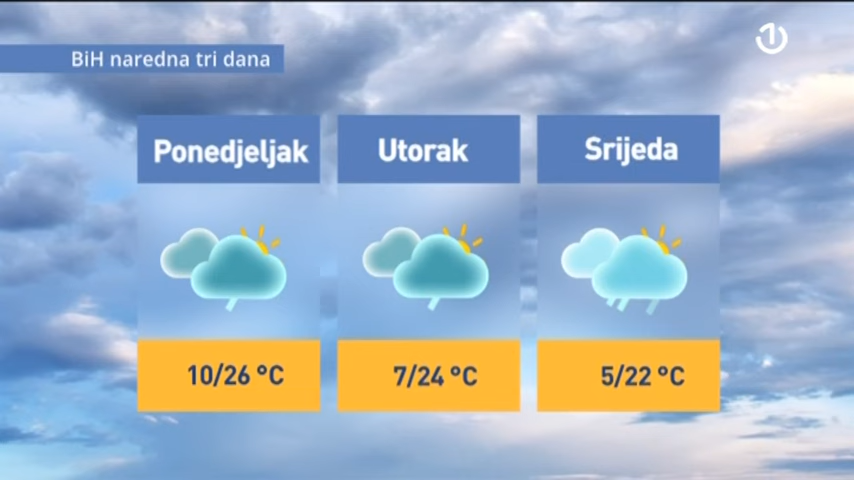 BiH naredna tri dana
Ponedjeljak
Utorak
Srijeda
10/26 °C
7/24 °C
5/22 °C